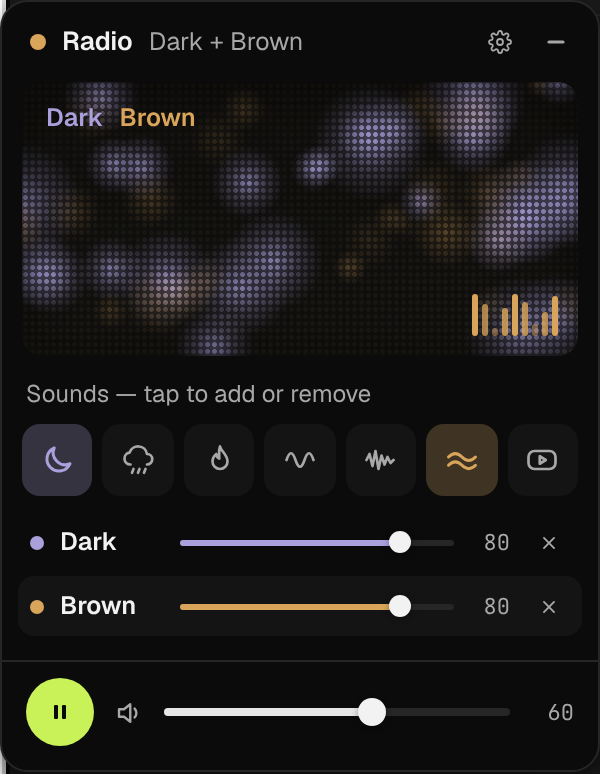 Radio Dark + Brown
Dark Brown
Sounds — tap to add or remove
Dark 80
Brown 80
60